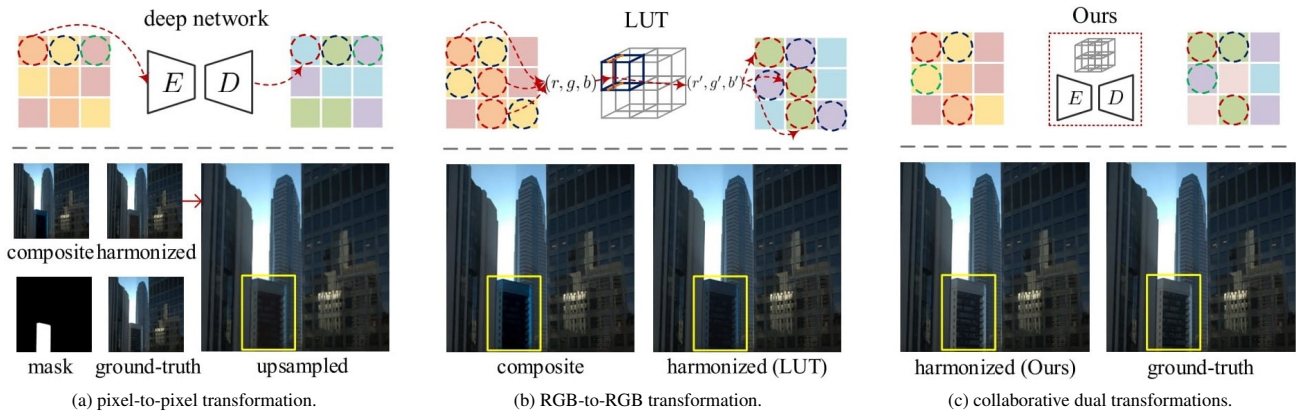 deep network
E D
composite harmonized
mask ground-truth upsampled
(a) pixel-to-pixel transformation.
LUT
(r, g, b) (r′, g′, b′)
composite harmonized (LUT)
(b) RGB-to-RGB transformation.
Ours
E D
harmonized (Ours) ground-truth
(c) collaborative dual transformations.